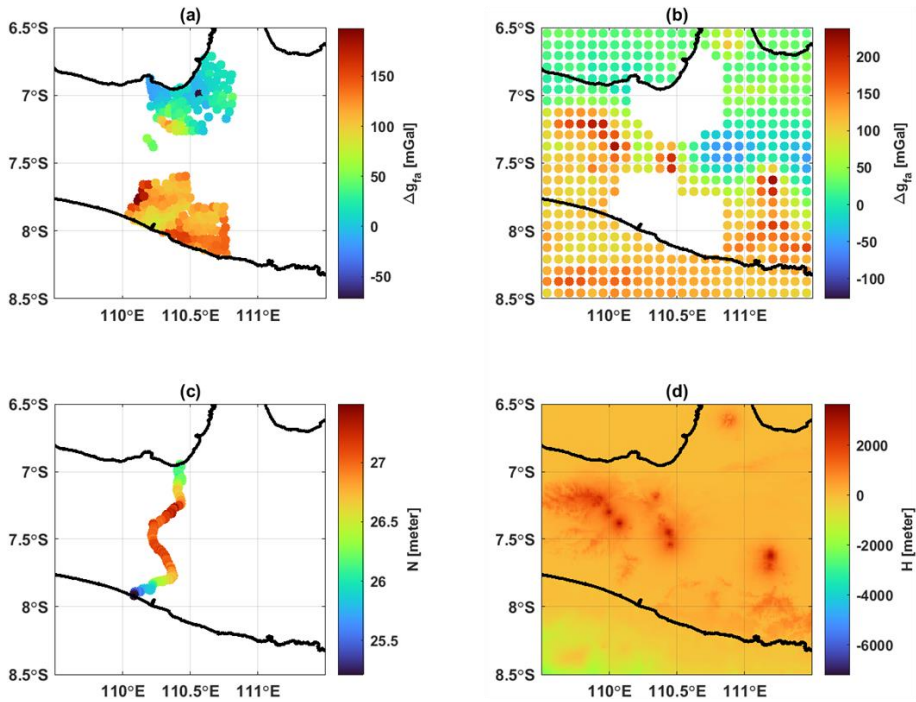 (a)
6.5°S
7°S
7.5°S
8°S
8.5°S
110°E 110.5°E 111°E
150
100
50
0
-50
Δg_fa [mGal]
(b)
6.5°S
7°S
7.5°S
8°S
8.5°S
110°E 110.5°E 111°E
200
150
100
50
0
-50
-100
Δg_fa [mGal]
(c)
6.5°S
7°S
7.5°S
8°S
8.5°S
110°E 110.5°E 111°E
27
26.5
26
25.5
N [meter]
(d)
6.5°S
7°S
7.5°S
8°S
8.5°S
110°E 110.5°E 111°E
2000
0
-2000
-4000
-6000
H [meter]